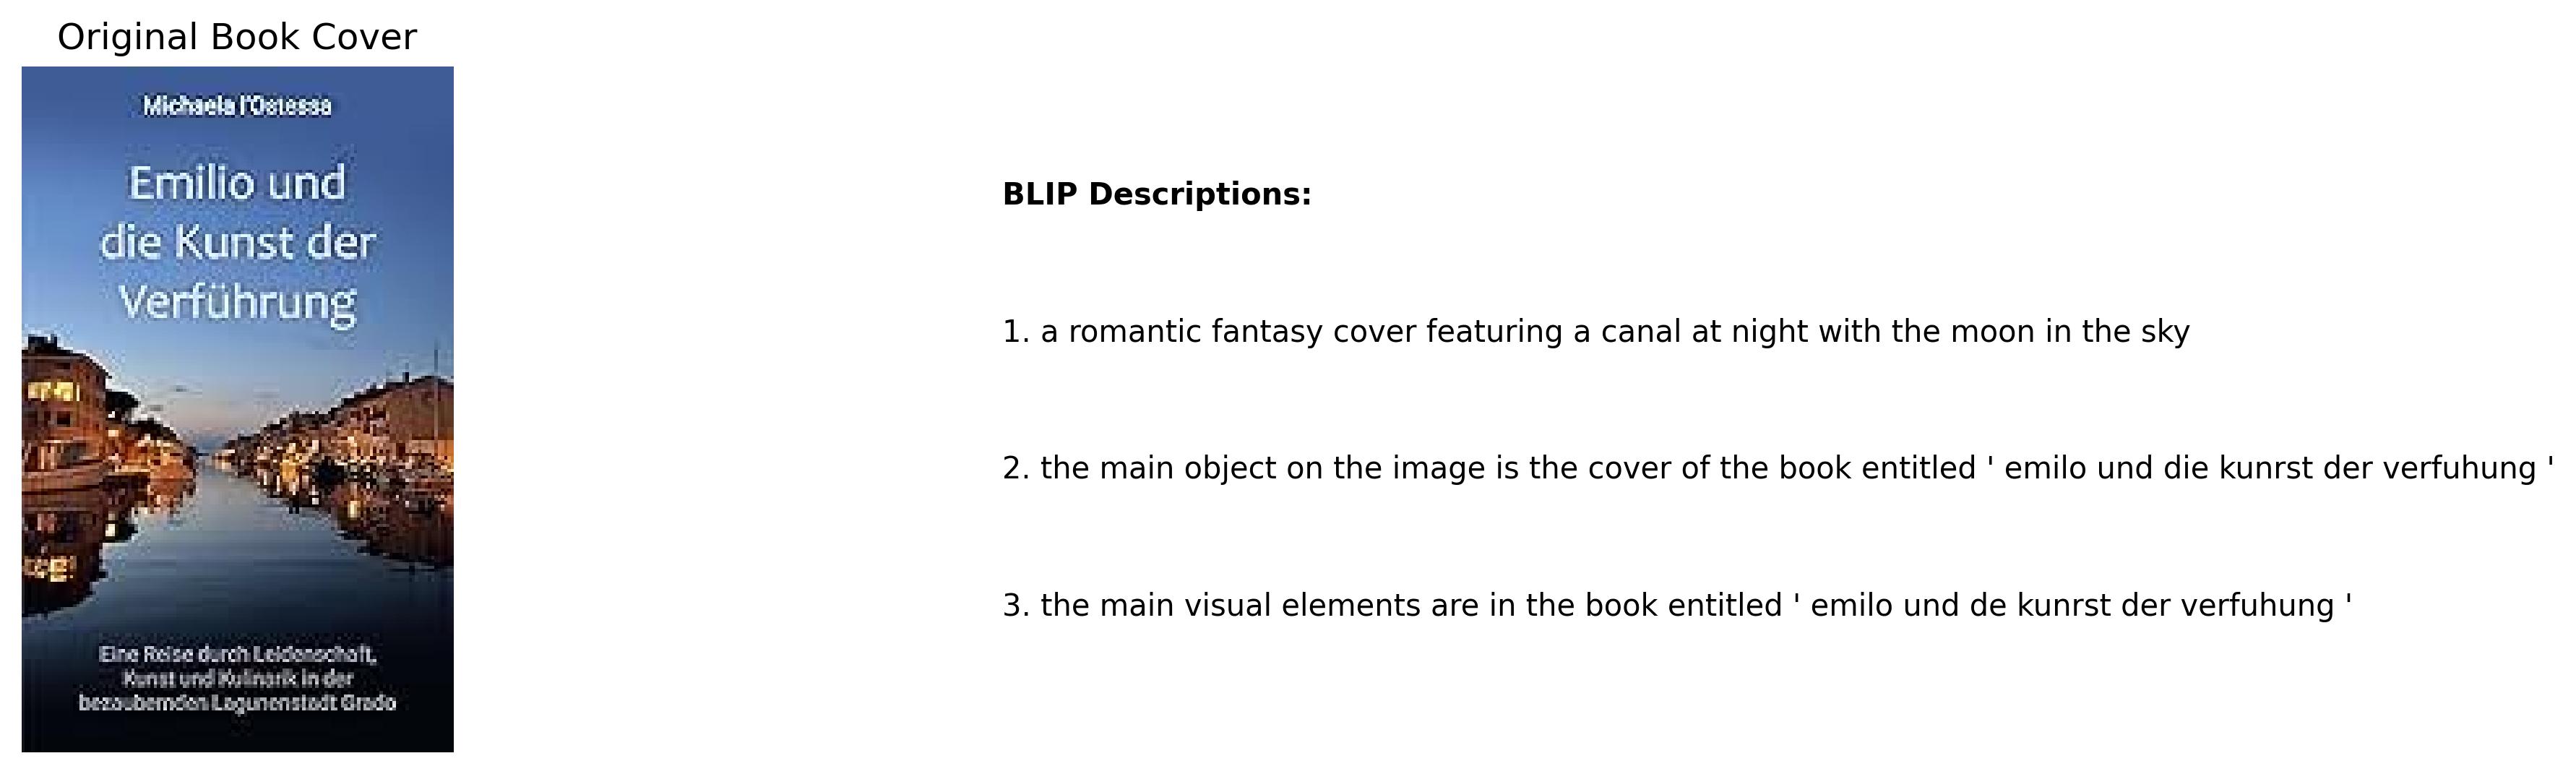 Original Book Cover
Michaela l'Ostessa
Emilio und
die Kunst der
Verführung
Eine Reise durch Leidenschaft,
Kunst und Kulinarik in der
bezaubernden Lagunenstadt Grado
BLIP Descriptions:
1. a romantic fantasy cover featuring a canal at night with the moon in the sky
2. the main object on the image is the cover of the book entitled ' emilo und die kunrst der verfuhung '
3. the main visual elements are in the book entitled ' emilo und de kunrst der verfuhung '